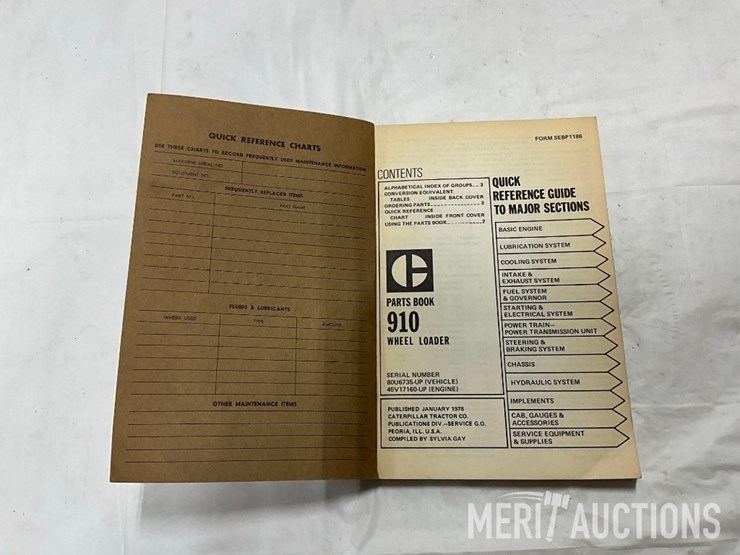 QUICK REFERENCE CHARTS
USE THESE CHARTS TO RECORD FREQUENTLY USED MAINTENANCE INFORMATION
MACHINE SERIAL NO.
EQUIPMENT NO.
FREQUENTLY REPLACED ITEMS
PART NO.
PART NAME
FLUIDS & LUBRICANTS
WHERE USED
TYPE
AMOUNT
OTHER MAINTENANCE ITEMS
FORM SEBP1186
CONTENTS
ALPHABETICAL INDEX OF GROUPS... 3
CONVERSION EQUIVALENT
TABLES INSIDE BACK COVER
ORDERING PARTS 2
QUICK REFERENCE
CHART INSIDE FRONT COVER
USING THE PARTS BOOK 2
PARTS BOOK
910
WHEEL LOADER
SERIAL NUMBER
80U6735-UP (VEHICLE)
45V17160-UP (ENGINE)
PUBLISHED JANUARY 1978
CATERPILLAR TRACTOR CO.
PUBLICATIONS DIV.-SERVICE G.O.
PEORIA, ILL. U.S.A.
COMPILED BY SYLVIA GAY
QUICK
REFERENCE GUIDE
TO MAJOR SECTIONS
BASIC ENGINE
LUBRICATION SYSTEM
COOLING SYSTEM
INTAKE &
EXHAUST SYSTEM
FUEL SYSTEM
& GOVERNOR
STARTING &
ELECTRICAL SYSTEM
POWER TRAIN–
POWER TRANSMISSION UNIT
STEERING &
BRAKING SYSTEM
CHASSIS
HYDRAULIC SYSTEM
IMPLEMENTS
CAB, GAUGES &
ACCESSORIES
SERVICE EQUIPMENT
& SUPPLIES
MERIT AUCTIONS